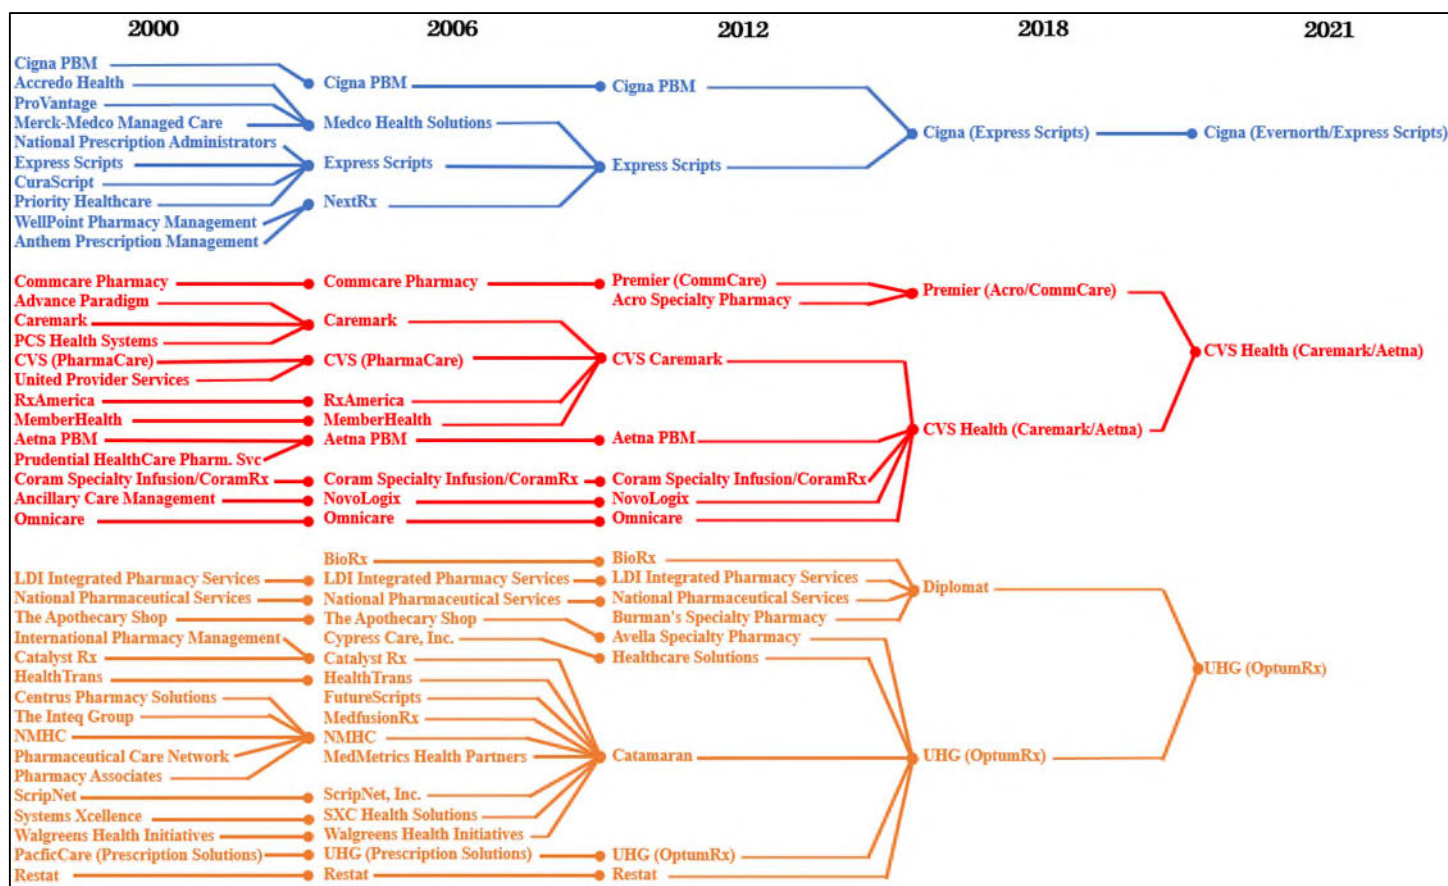 2000 2006 2012 2018 2021
Cigna PBM
Accredo Health Cigna PBM Cigna PBM
ProVantage
Merck-Medco Managed Care Medco Health Solutions Cigna (Express Scripts) Cigna (Evernorth/Express Scripts)
National Prescription Administrators
Express Scripts Express Scripts Express Scripts
CuraScript
Priority Healthcare NextRx
WellPoint Pharmacy Management
Anthem Prescription Management
Commcare Pharmacy Commcare Pharmacy Premier (CommCare)
Advance Paradigm Acro Specialty Pharmacy Premier (Acro/CommCare)
Caremark Caremark
PCS Health Systems
CVS (PharmaCare) CVS (PharmaCare) CVS Caremark CVS Health (Caremark/Aetna)
United Provider Services
RxAmerica RxAmerica
MemberHealth MemberHealth CVS Health (Caremark/Aetna)
Aetna PBM Aetna PBM Aetna PBM
Prudential HealthCare Pharm. Svc
Coram Specialty Infusion/CoramRx Coram Specialty Infusion/CoramRx Coram Specialty Infusion/CoramRx
Ancillary Care Management NovoLogix NovoLogix
Omnicare Omnicare Omnicare
BioRx BioRx
LDI Integrated Pharmacy Services LDI Integrated Pharmacy Services LDI Integrated Pharmacy Services Diplomat
National Pharmaceutical Services National Pharmaceutical Services National Pharmaceutical Services
The Apothecary Shop The Apothecary Shop Burman's Specialty Pharmacy
International Pharmacy Management Cypress Care, Inc. Avella Specialty Pharmacy
Catalyst Rx Catalyst Rx Healthcare Solutions UHG (OptumRx)
HealthTrans HealthTrans
Centrus Pharmacy Solutions FutureScripts
The Inteq Group MedfusionRx
NMHC NMHC
Pharmaceutical Care Network MedMetrics Health Partners Catamaran UHG (OptumRx)
Pharmacy Associates
ScripNet ScripNet, Inc.
Systems Xcellence SXC Health Solutions
Walgreens Health Initiatives Walgreens Health Initiatives
PacficCare (Prescription Solutions) UHG (Prescription Solutions) UHG (OptumRx)
Restat Restat Restat